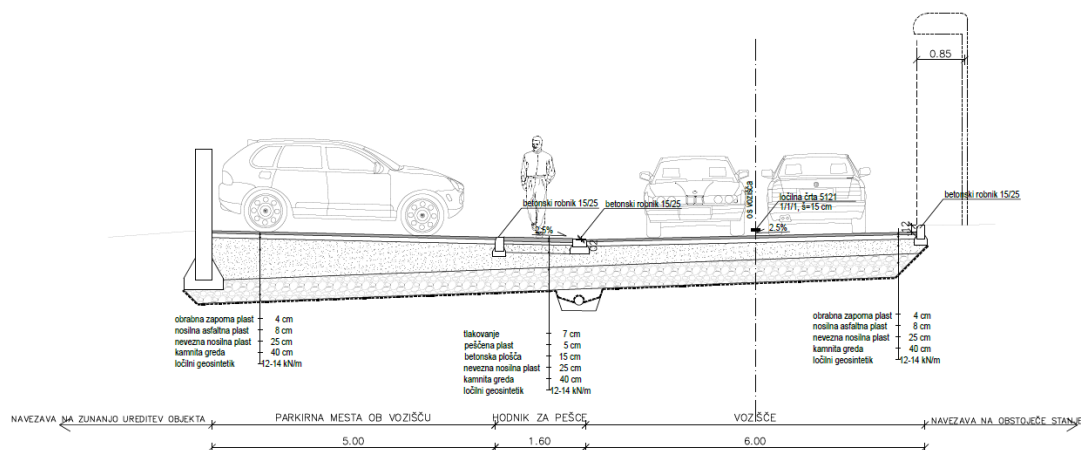 0.85
betonski robnik 15/25
betonski robnik 15/25
os vozišča
ločilna črta 5121
1/1/1, š=15 cm
betonski robnik 15/25
2.5%
12
2.5%
12
obrabna zaporna plast 4 cm
nosilna asfaltna plast 8 cm
nevezna nosilna plast 25 cm
kamnita greda 40 cm
ločilni geosintetik 12-14 kN/m
tlakovanje 7 cm
peščena plast 5 cm
betonska plošča 15 cm
nevezna nosilna plast 25 cm
kamnita greda 40 cm
ločilni geosintetik 12-14 kN/m
obrabna zaporna plast 4 cm
nosilna asfaltna plast 8 cm
nevezna nosilna plast 25 cm
kamnita greda 40 cm
ločilni geosintetik 12-14 kN/m
NAVEZAVA NA ZUNANJO UREDITEV OBJEKTA
PARKIRNA MESTA OB VOZIŠČU
HODNIK ZA PEŠCE
VOZIŠČE
NAVEZAVA NA OBSTOJEČE STANJE
5.00
1.60
6.00